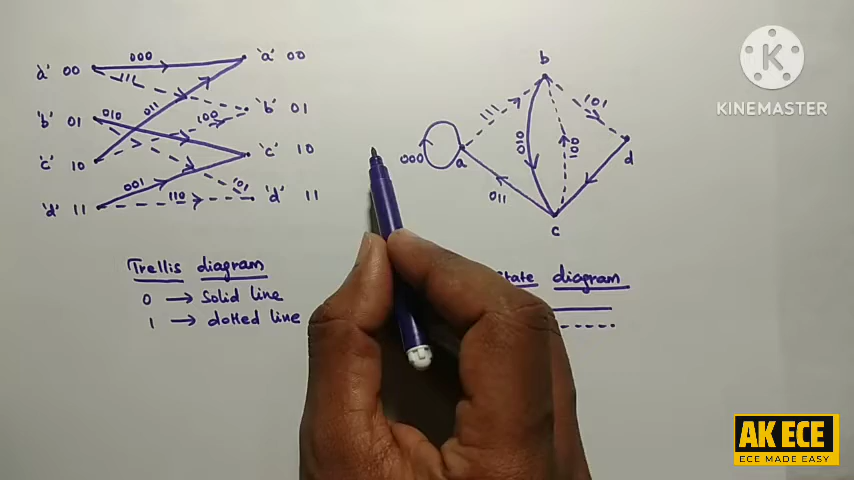 'a' 00 000 'a' 00
111
'b' 01 010 011 100 'b' 01
'c' 10 'c' 10
'd' 11 001 101 'd' 11
110
Trellis diagram
0 → Solid line
1 → dotted line
b
111 101
000 a 010 100 d
011
c
diagram
K
KINEMASTER
AK ECE
ECE MADE EASY